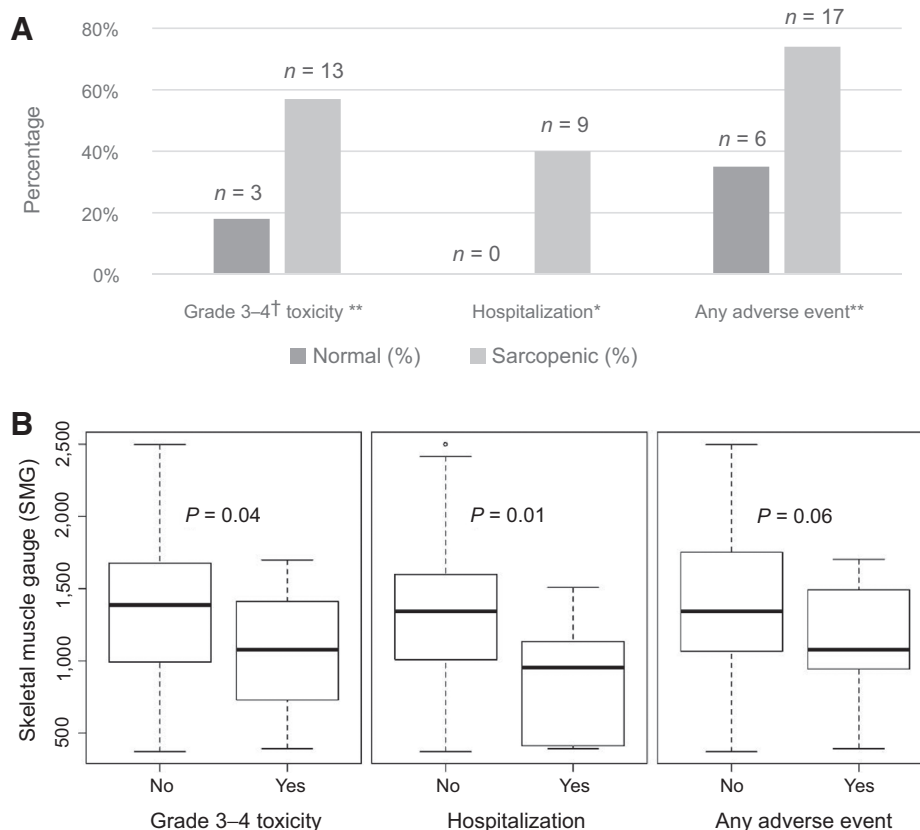 A
80%
60%
40%
20%
0%
Percentage
n = 3
n = 13
n = 0
n = 9
n = 6
n = 17
Grade 3–4† toxicity **
Hospitalization*
Any adverse event**
Normal (%)
Sarcopenic (%)
B
Skeletal muscle gauge (SMG)
2,500
2,000
1,500
1,000
500
P = 0.04
P = 0.01
P = 0.06
No
Yes
No
Yes
No
Yes
Grade 3–4 toxicity
Hospitalization
Any adverse event